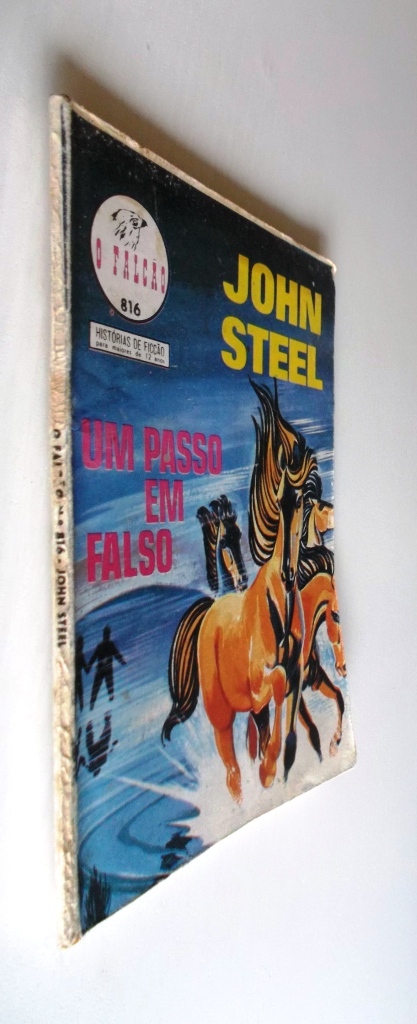 O FALCÃO
816
HISTÓRIAS DE FICÇÃO
para maiores de 12 anos
JOHN
STEEL
UM PASSO
EM
FALSO
O FALCÃO Nº 816 - JOHN STEEL